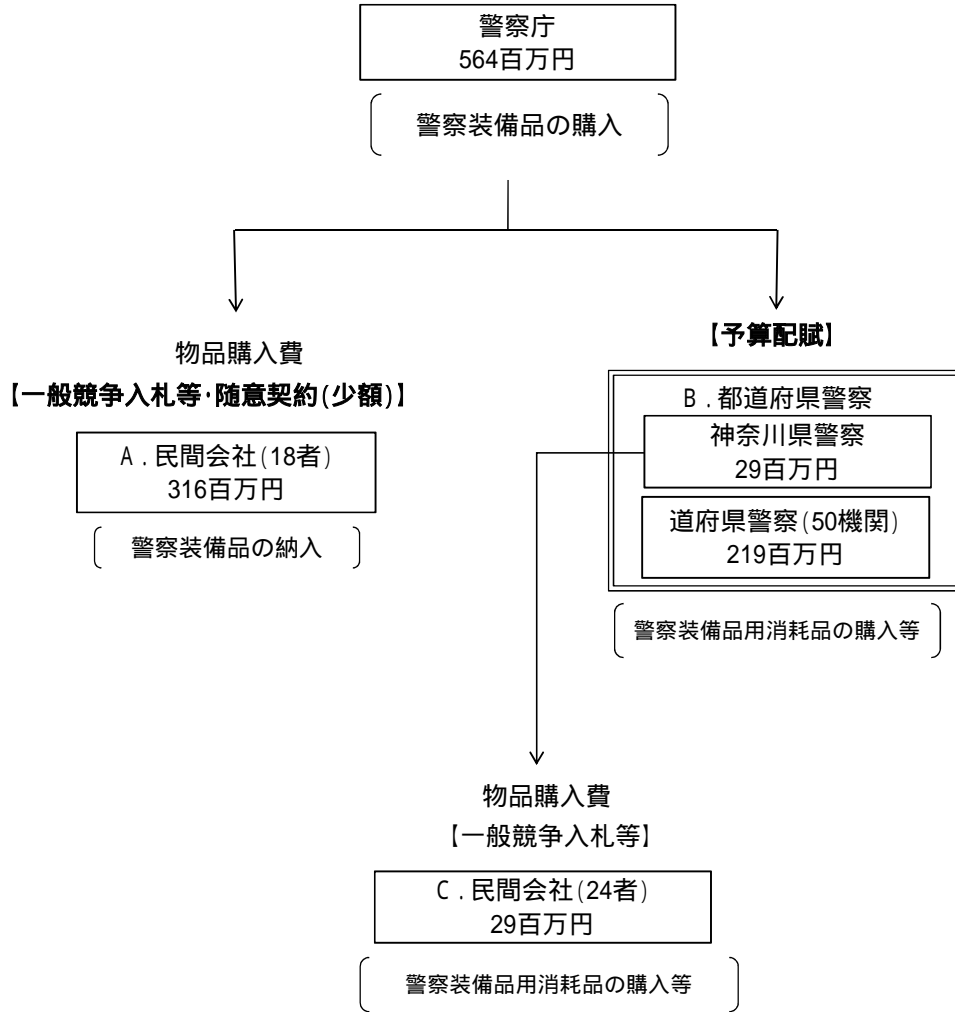 警察庁
564百万円
警察装備品の購入
物品購入費
【一般競争入札等・随意契約(少額)】
A．民間会社(18者)
316百万円
警察装備品の納入
【予算配賦】
B．都道府県警察
神奈川県警察
29百万円
道府県警察(50機関)
219百万円
警察装備品用消耗品の購入等
物品購入費
【一般競争入札等】
C．民間会社(24者)
29百万円
警察装備品用消耗品の購入等